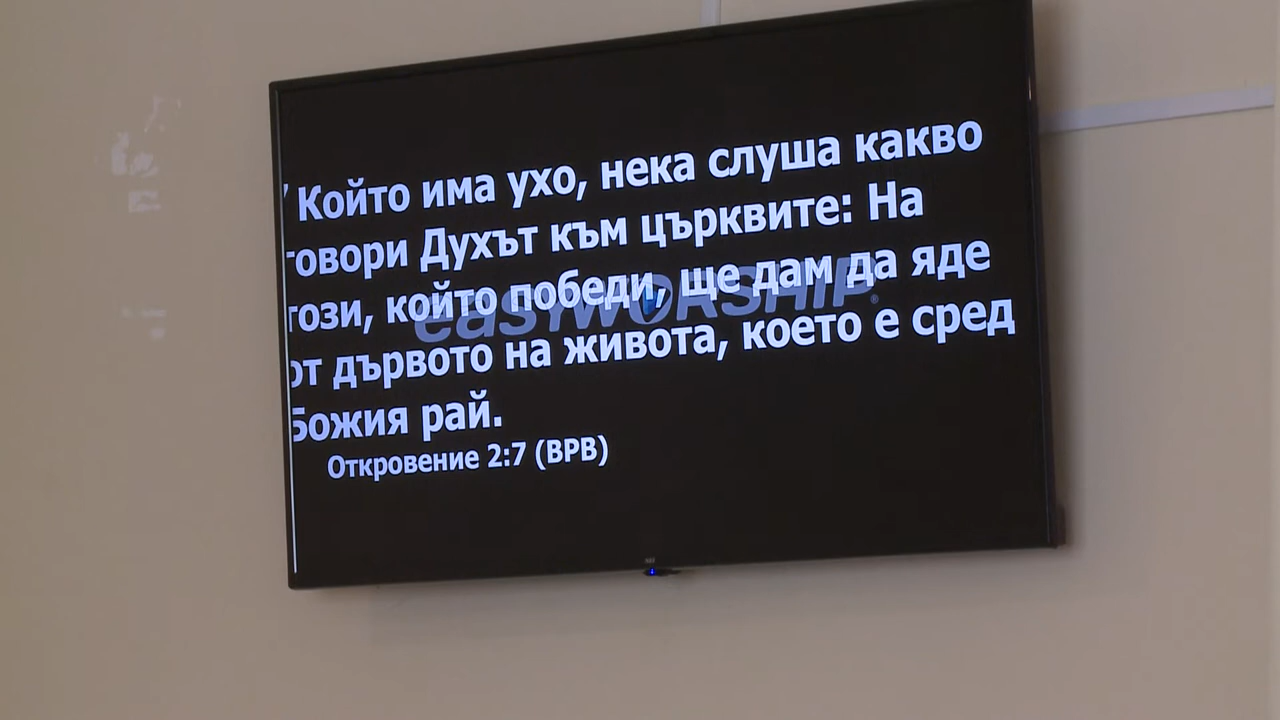 7 Който има ухо, нека слуша какво
говори Духът към църквите: На
този, който победи, ще дам да яде
от дървото на живота, което е сред
Божия рай.
Откровение 2:7 (ВРВ)
easyWORSHIP®